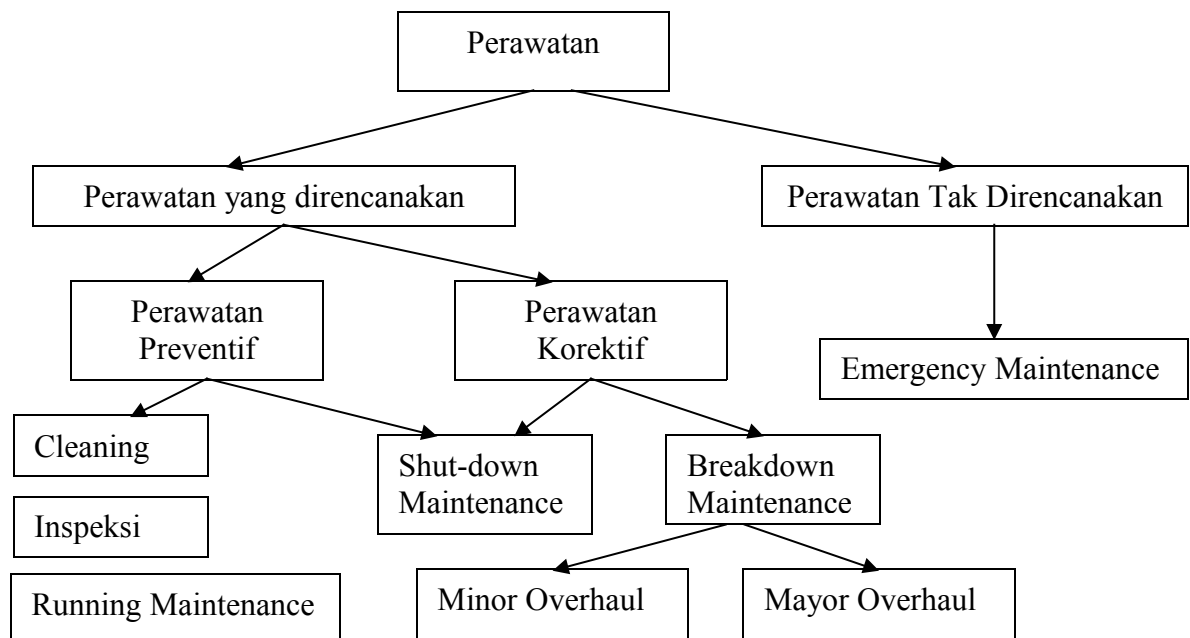 Perawatan
Perawatan yang direncanakan
Perawatan Tak Direncanakan
Perawatan
Preventif
Perawatan
Korektif
Emergency Maintenance
Cleaning
Shut-down
Maintenance
Breakdown
Maintenance
Inspeksi
Running Maintenance
Minor Overhaul
Mayor Overhaul